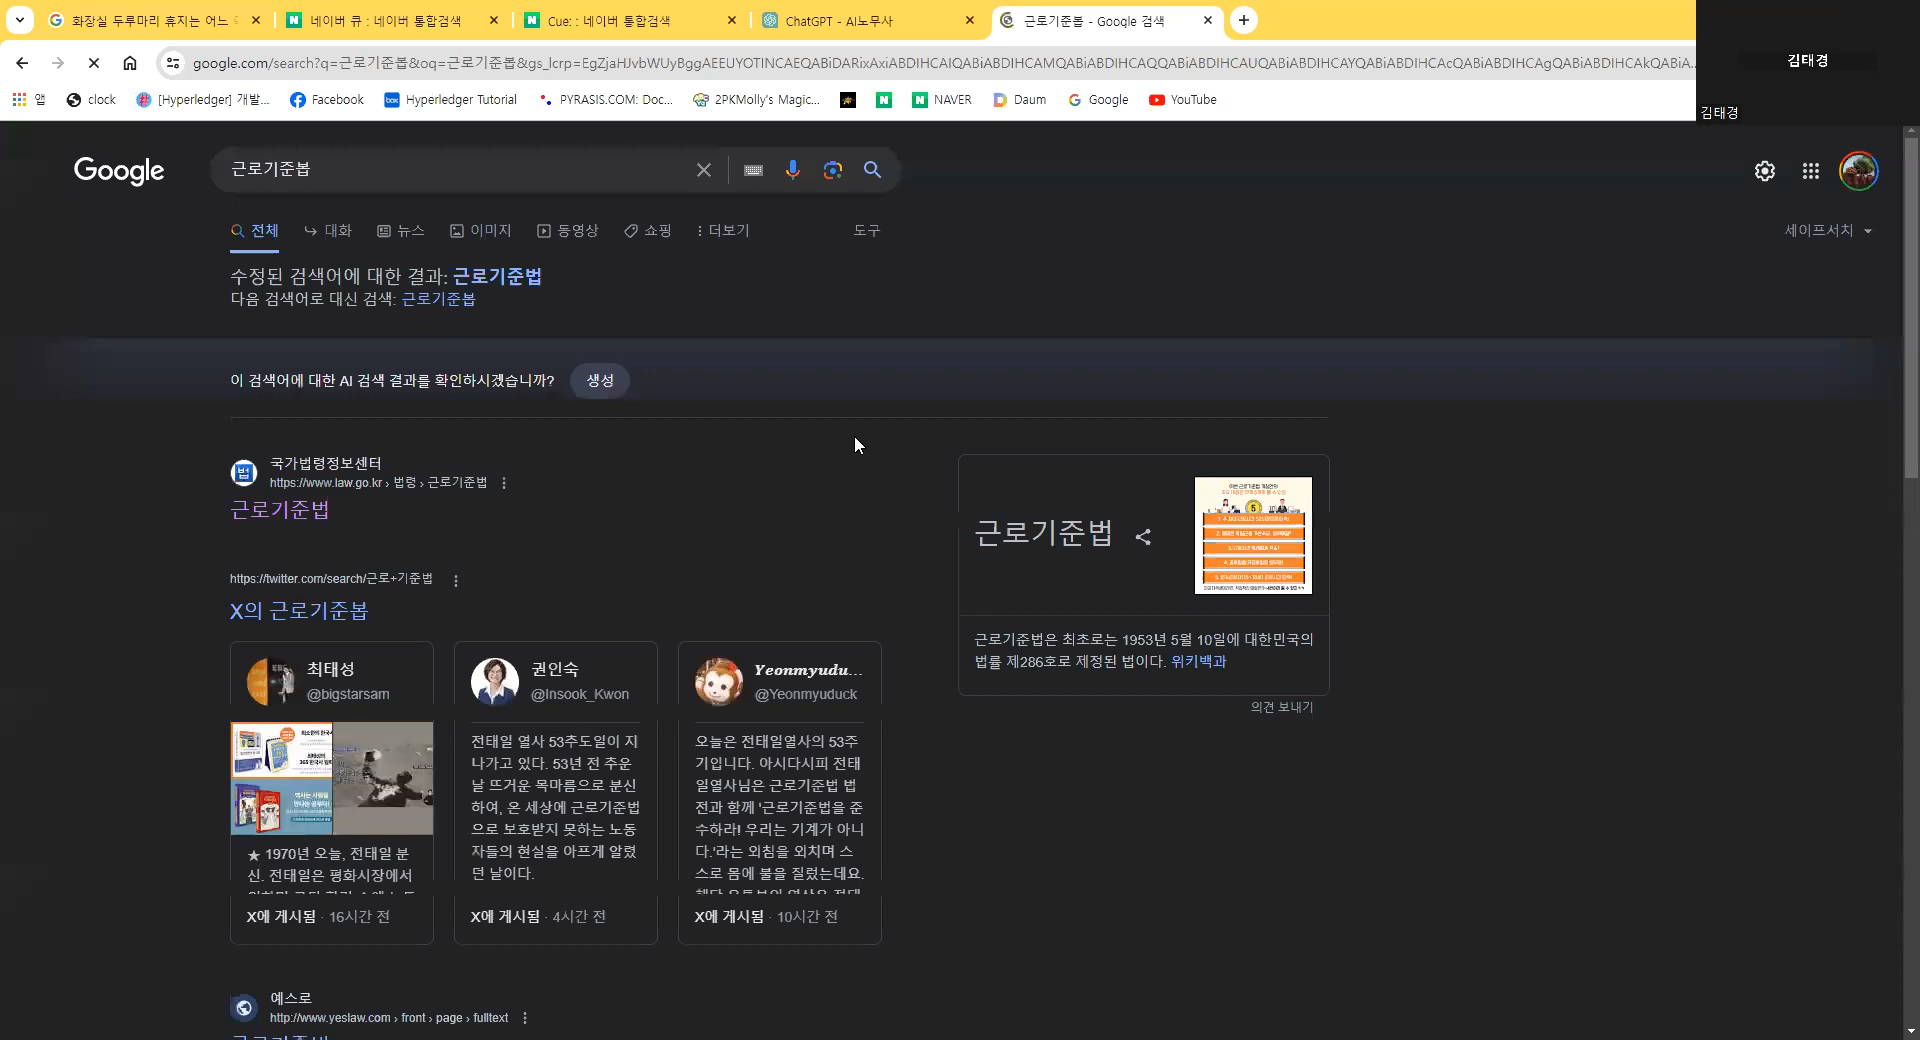 화장실 두루마리 휴지는 어느
네이버 큐 : 네이버 통합검색
Cue: : 네이버 통합검색
ChatGPT - AI노무사
근로기준봅 - Google 검색
google.com/search?q=근로기준봅&oq=근로기준봅&gs_lcrp=EgZjaHJvbWUyBggAEEUYOTINCAEQABiDARixAxiABDIHCAIQABiABDIHCAMQABiABDIHCAQQABiABDIHCAUQABiABDIHCAYQABiABDIHCAcQABiABDIHCAgQABiABDIHCAkQABiA...
김태경
앱
clock
[Hyperledger] 개발...
Facebook
Hyperledger Tutorial
PYRASIS.COM: Doc...
2PKMolly's Magic...
NAVER
Daum
Google
YouTube
김태경
Google
근로기준봅
전체
대화
뉴스
이미지
동영상
쇼핑
더보기
도구
세이프서치
수정된 검색어에 대한 결과: 근로기준법
다음 검색어로 대신 검색: 근로기준봅
이 검색어에 대한 AI 검색 결과를 확인하시겠습니까?
생성
국가법령정보센터
https://www.law.go.kr › 법령 › 근로기준법
근로기준법
https://twitter.com/search/근로+기준법
X의 근로기준봅
최태성
@bigstarsam
★ 1970년 오늘, 전태일 분
신. 전태일은 평화시장에서
X에 게시됨 · 16시간 전
권인숙
@Insook_Kwon
전태일 열사 53추도일이 지
나가고 있다. 53년 전 추운
날 뜨거운 목마름으로 분신
하여, 온 세상에 근로기준법
으로 보호받지 못하는 노동
자들의 현실을 아프게 알렸
던 날이다.
X에 게시됨 · 4시간 전
Yeonmyudu...
@Yeonmyuduck
오늘은 전태일열사의 53주
기입니다. 아시다시피 전태
일열사님은 근로기준법 법
전과 함께 '근로기준법을 준
수하라! 우리는 기계가 아니
다.'라는 외침을 외치며 스
스로 몸에 불을 질렀는데요.
X에 게시됨 · 10시간 전
예스로
http://www.yeslaw.com › front › page › fulltext
근로기준법
근로기준법은 최초로는 1953년 5월 10일에 대한민국의
법률 제286호로 제정된 법이다. 위키백과
의견 보내기